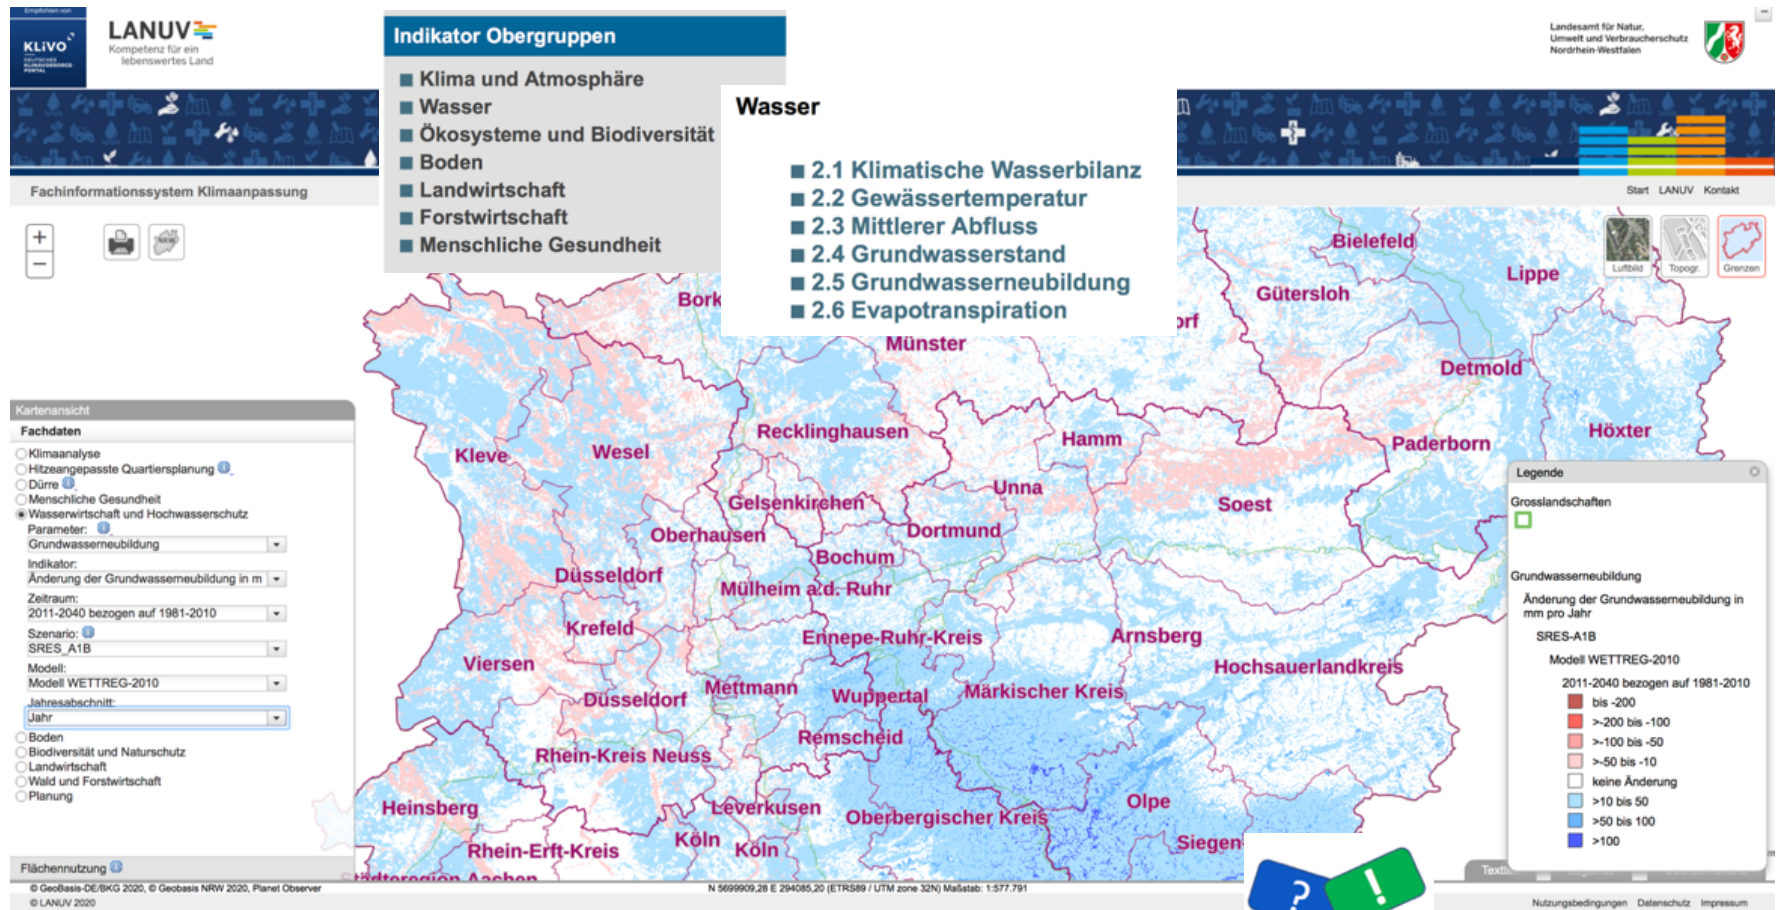 Empfohlen von
KLiVO
DEUTSCHES
KLIMAVORSORGE-
PORTAL
LANUV
Kompetenz für ein
lebenswertes Land
Landesamt für Natur,
Umwelt und Verbraucherschutz
Nordrhein-Westfalen
Indikator Obergruppen
Klima und Atmosphäre
Wasser
Ökosysteme und Biodiversität
Boden
Landwirtschaft
Forstwirtschaft
Menschliche Gesundheit
Wasser
2.1 Klimatische Wasserbilanz
2.2 Gewässertemperatur
2.3 Mittlerer Abfluss
2.4 Grundwasserstand
2.5 Grundwasserneubildung
2.6 Evapotranspiration
Fachinformationssystem Klimaanpassung
Start LANUV Kontakt
+
−
NRW
Luftbild
Topogr.
Grenzen
Bielefeld
Lippe
Gütersloh
Bork
orf
Münster
Detmold
Höxter
Paderborn
Recklinghausen
Hamm
Kleve
Wesel
Unna
Soest
Gelsenkirchen
Dortmund
Oberhausen
Bochum
Düsseldorf
Mülheim a.d. Ruhr
Krefeld
Ennepe-Ruhr-Kreis
Arnsberg
Viersen
Hochsauerlandkreis
Düsseldorf
Mettmann
Wuppertal
Märkischer Kreis
Remscheid
Rhein-Kreis Neuss
Heinsberg
Leverkusen
Oberbergischer Kreis
Olpe
Köln
Köln
Siegen
Rhein-Erft-Kreis
Städteregion Aachen
Kartenansicht
Fachdaten
Klimaanalyse
Hitzeangepasste Quartiersplanung
Dürre
Menschliche Gesundheit
Wasserwirtschaft und Hochwasserschutz
Parameter:
Grundwasserneubildung
Indikator:
Änderung der Grundwasserneubildung in m
Zeitraum:
2011-2040 bezogen auf 1981-2010
Szenario:
SRES_A1B
Modell:
Modell WETTREG-2010
Jahresabschnitt:
Jahr
Boden
Biodiversität und Naturschutz
Landwirtschaft
Wald und Forstwirtschaft
Planung
Flächennutzung
Legende
Grosslandschaften
Grundwasserneubildung
Änderung der Grundwasserneubildung in
mm pro Jahr
SRES-A1B
Modell WETTREG-2010
2011-2040 bezogen auf 1981-2010
bis -200
>-200 bis -100
>-100 bis -50
>-50 bis -10
keine Änderung
>10 bis 50
>50 bis 100
>100
? !
© GeoBasis-DE/BKG 2020, © Geobasis NRW 2020, Planet Observer
N 5699909,28 E 294085,20 (ETRS89 / UTM zone 32N) Maßstab: 1:577.791
© LANUV 2020
Nutzungsbedingungen Datenschutz Impressum